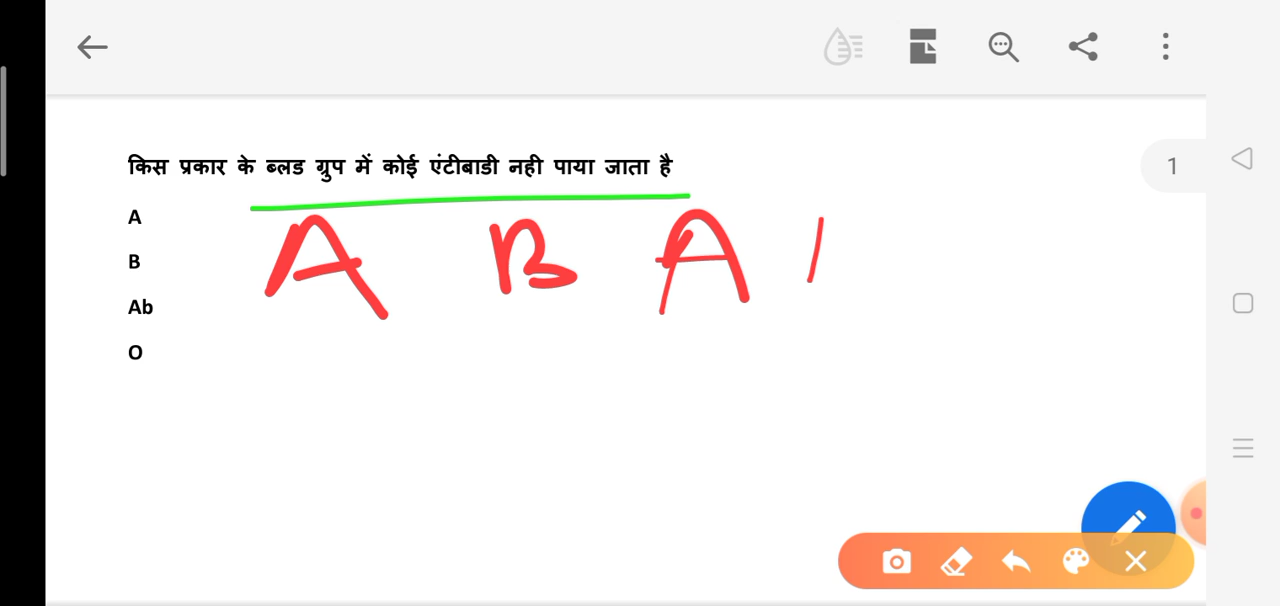 1
किस प्रकार के ब्लड ग्रुप में कोई एंटीबाडी नही पाया जाता है
A
B
Ab
O
A B A